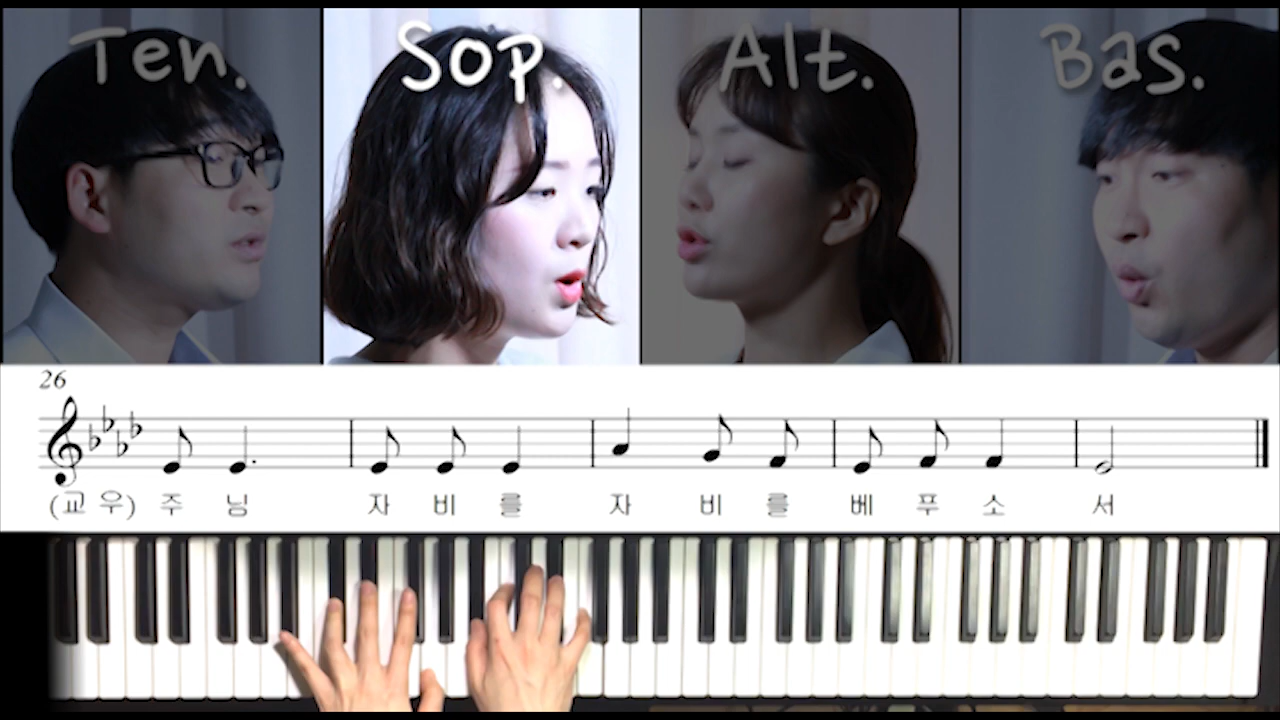 Ten. Sop. Alt. Bas.
26
(교우) 주 님 자 비 를 자 비 를 베 푸 소 서